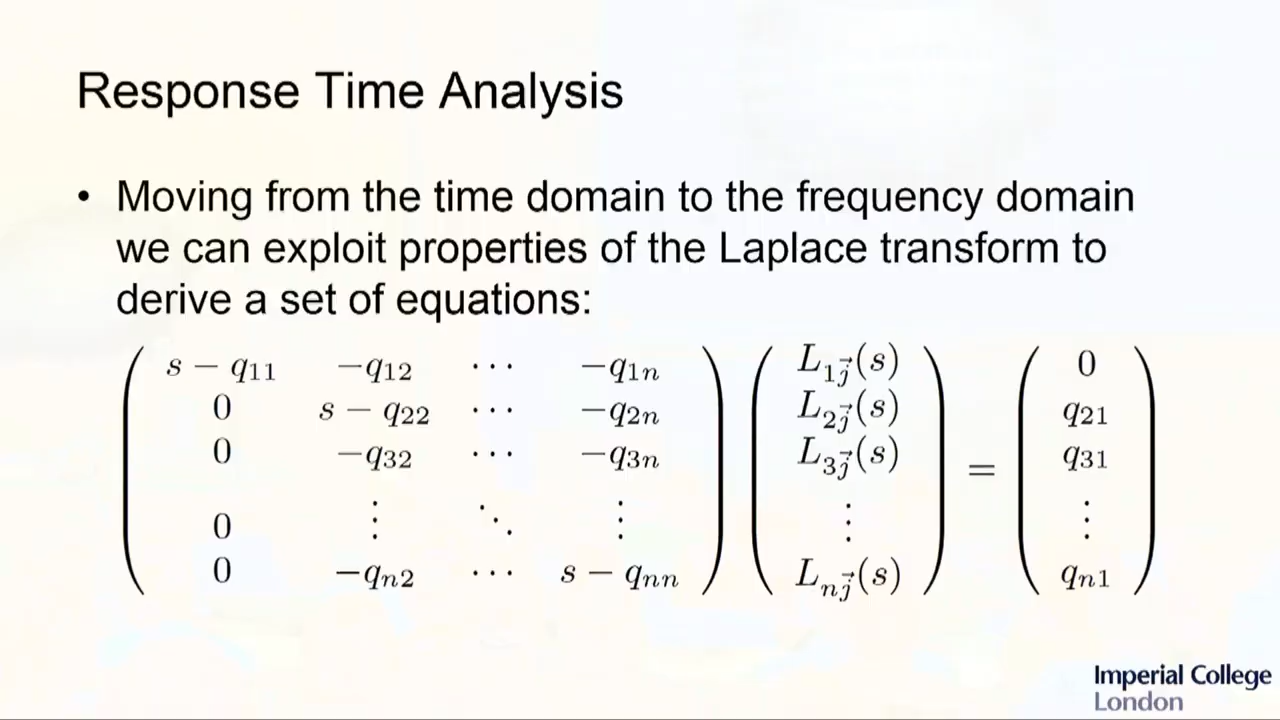 Response Time Analysis
• Moving from the time domain to the frequency domain
we can exploit properties of the Laplace transform to
derive a set of equations:
s − q₁₁ −q₁₂ ⋯ −q₁ₙ L₁ⱼ⃗(s) 0
0 s − q₂₂ ⋯ −q₂ₙ L₂ⱼ⃗(s) q₂₁
0 −q₃₂ ⋯ −q₃ₙ L₃ⱼ⃗(s) = q₃₁
0 ⋮ ⋱ ⋮ ⋮ ⋮
0 −qₙ₂ ⋯ s − qₙₙ Lₙⱼ⃗(s) qₙ₁
Imperial College
London